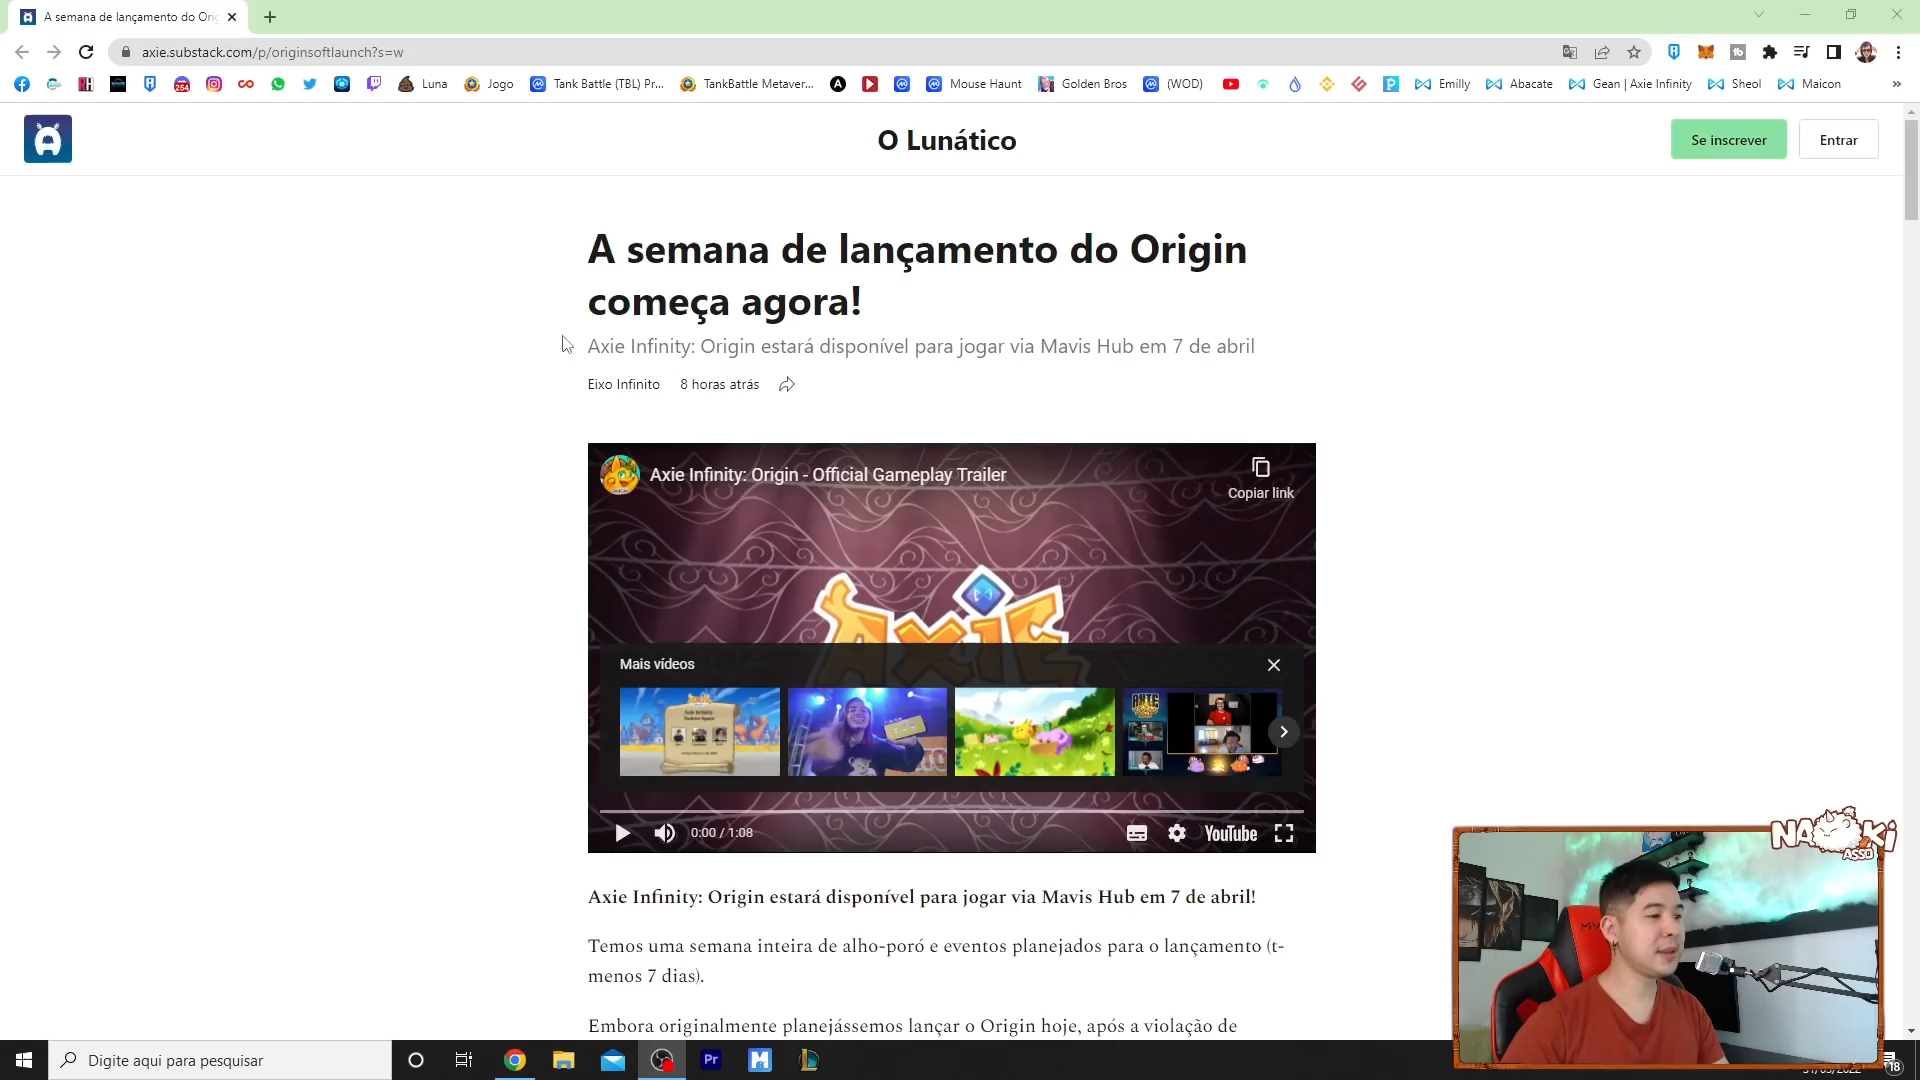 A semana de lançamento do Orig
axie.substack.com/p/originsoftlaunch?s=w
254
Luna
Jogo
Tank Battle (TBL) Pr...
TankBattle Metaver...
Mouse Haunt
Golden Bros
(WOD)
Emilly
Abacate
Gean | Axie Infinity
Sheol
Maicon
»
O Lunático
Se inscrever
Entrar
A semana de lançamento do Origin
começa agora!
Axie Infinity: Origin estará disponível para jogar via Mavis Hub em 7 de abril
Eixo Infinito 8 horas atrás
Axie Infinity: Origin - Official Gameplay Trailer
Copiar link
AXIE
Mais vídeos
0:00 / 1:08
YouTube
Axie Infinity: Origin estará disponível para jogar via Mavis Hub em 7 de abril!
Temos uma semana inteira de alho-poró e eventos planejados para o lançamento (t-
menos 7 dias).
Embora originalmente planejássemos lançar o Origin hoje, após a violação de
NAOKI
ASSO
Digite aqui para pesquisar
Pr
18